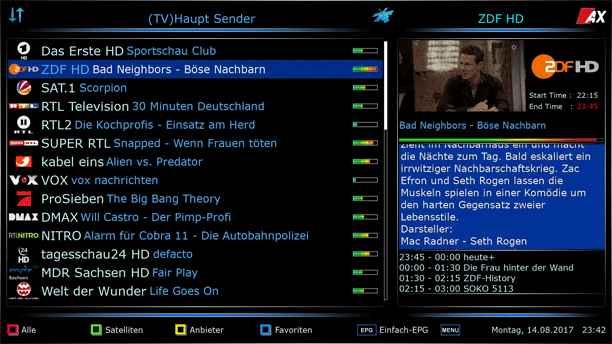 (TV)Haupt Sender
ZDF HD
AX
Das Erste HD Sportschau Club
ZDF HD Bad Neighbors - Böse Nachbarn
SAT.1 Scorpion
RTL Television 30 Minuten Deutschland
RTL2 Die Kochprofis - Einsatz am Herd
SUPER RTL Snapped - Wenn Frauen töten
kabel eins Alien vs. Predator
VOX vox nachrichten
ProSieben The Big Bang Theory
DMAX Will Castro - Der Pimp-Profi
NITRO Alarm für Cobra 11 - Die Autobahnpolizei
tagesschau24 HD defacto
MDR Sachsen HD Fair Play
Welt der Wunder Life Goes On
ZDF HD
Start Time : 22:15
End Time : 23:45
Bad Neighbors - Böse Nachbarn
zieht im Nachbarhaus ein und macht
die Nächte zum Tag. Bald eskaliert ein
irrwitziger Nachbarschaftskrieg. Zac
Efron und Seth Rogen lassen die
Muskeln spielen in einer Komödie um
den harten Gegensatz zweier
Lebensstile.
Darsteller:
Mac Radner - Seth Rogen
23:45 - 00:00 heute+
00:00 - 01:30 Die Frau hinter der Wand
01:30 - 02:15 ZDF-History
02:15 - 03:00 SOKO 5113
Alle
Satelliten
Anbieter
Favoriten
EPG Einfach-EPG
MENU
Montag, 14.08.2017 23:42